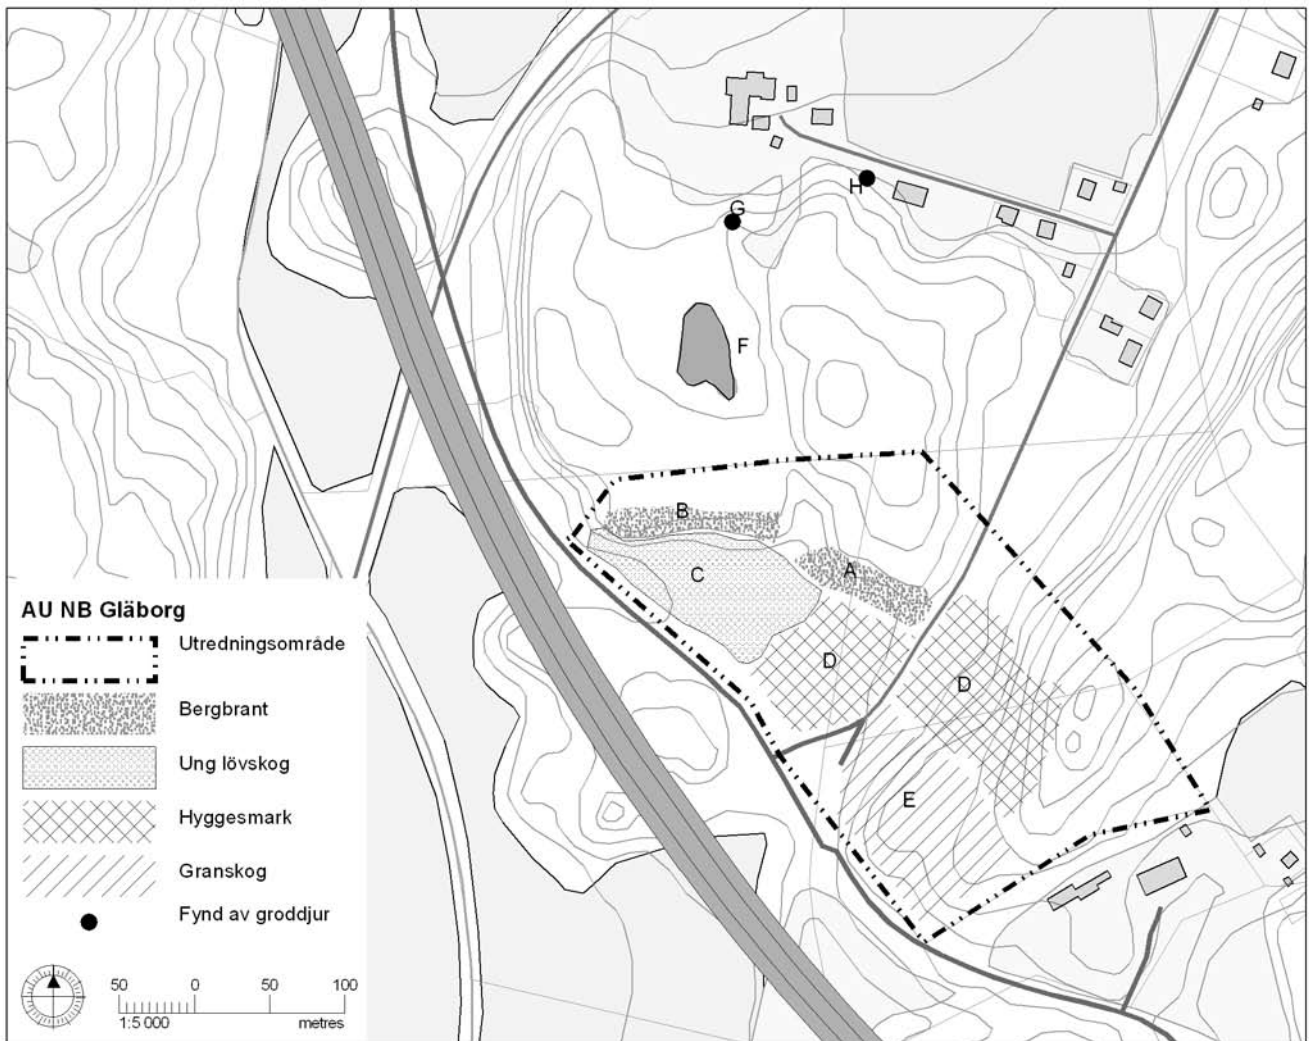 H
G
F
B
C
A
D
D
E
AU NB Gläborg
Utredningsområde
Bergbrant
Ung lövskog
Hyggesmark
Granskog
Fynd av groddjur
50 0 50 100
1:5 000 metres